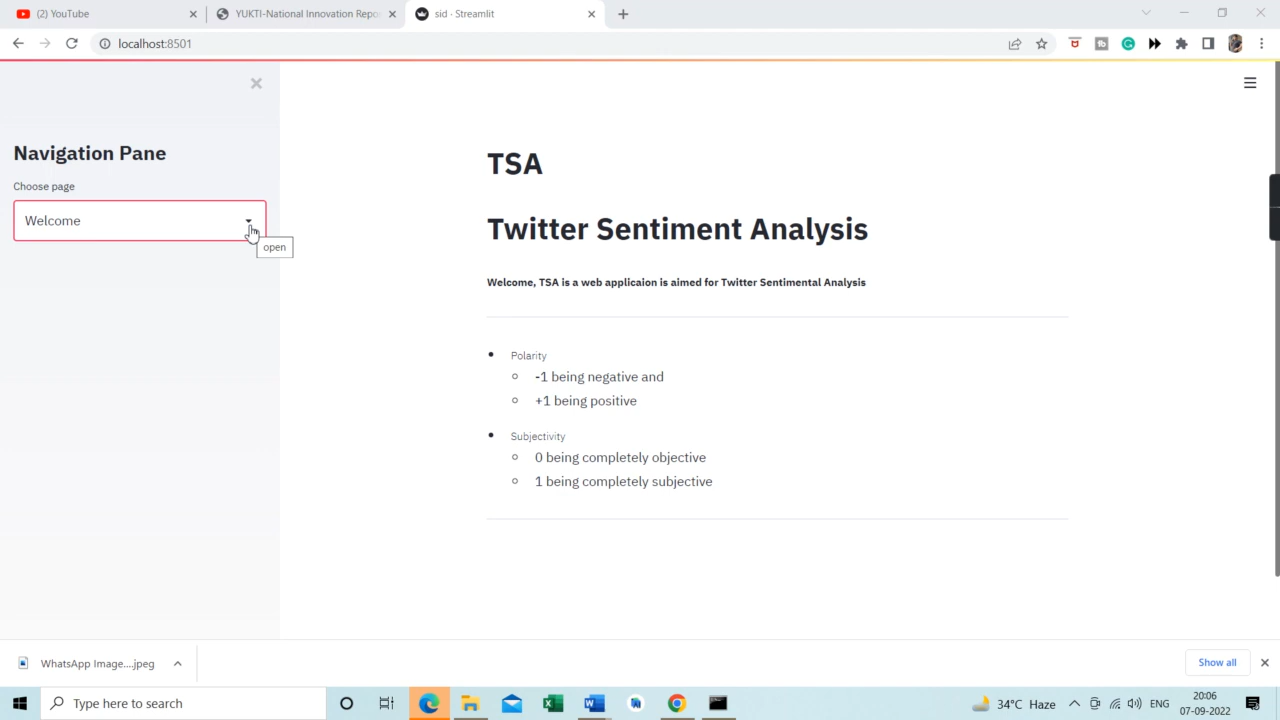 (2) YouTube
YUKTI-National Innovation Repo
sid · Streamlit
localhost:8501
Navigation Pane
Choose page
Welcome
open
TSA
Twitter Sentiment Analysis
Welcome, TSA is a web applicaion is aimed for Twitter Sentimental Analysis
Polarity
-1 being negative and
+1 being positive
Subjectivity
0 being completely objective
1 being completely subjective
WhatsApp Image....jpeg
Show all
Type here to search
34°C Haze
ENG
20:06
07-09-2022